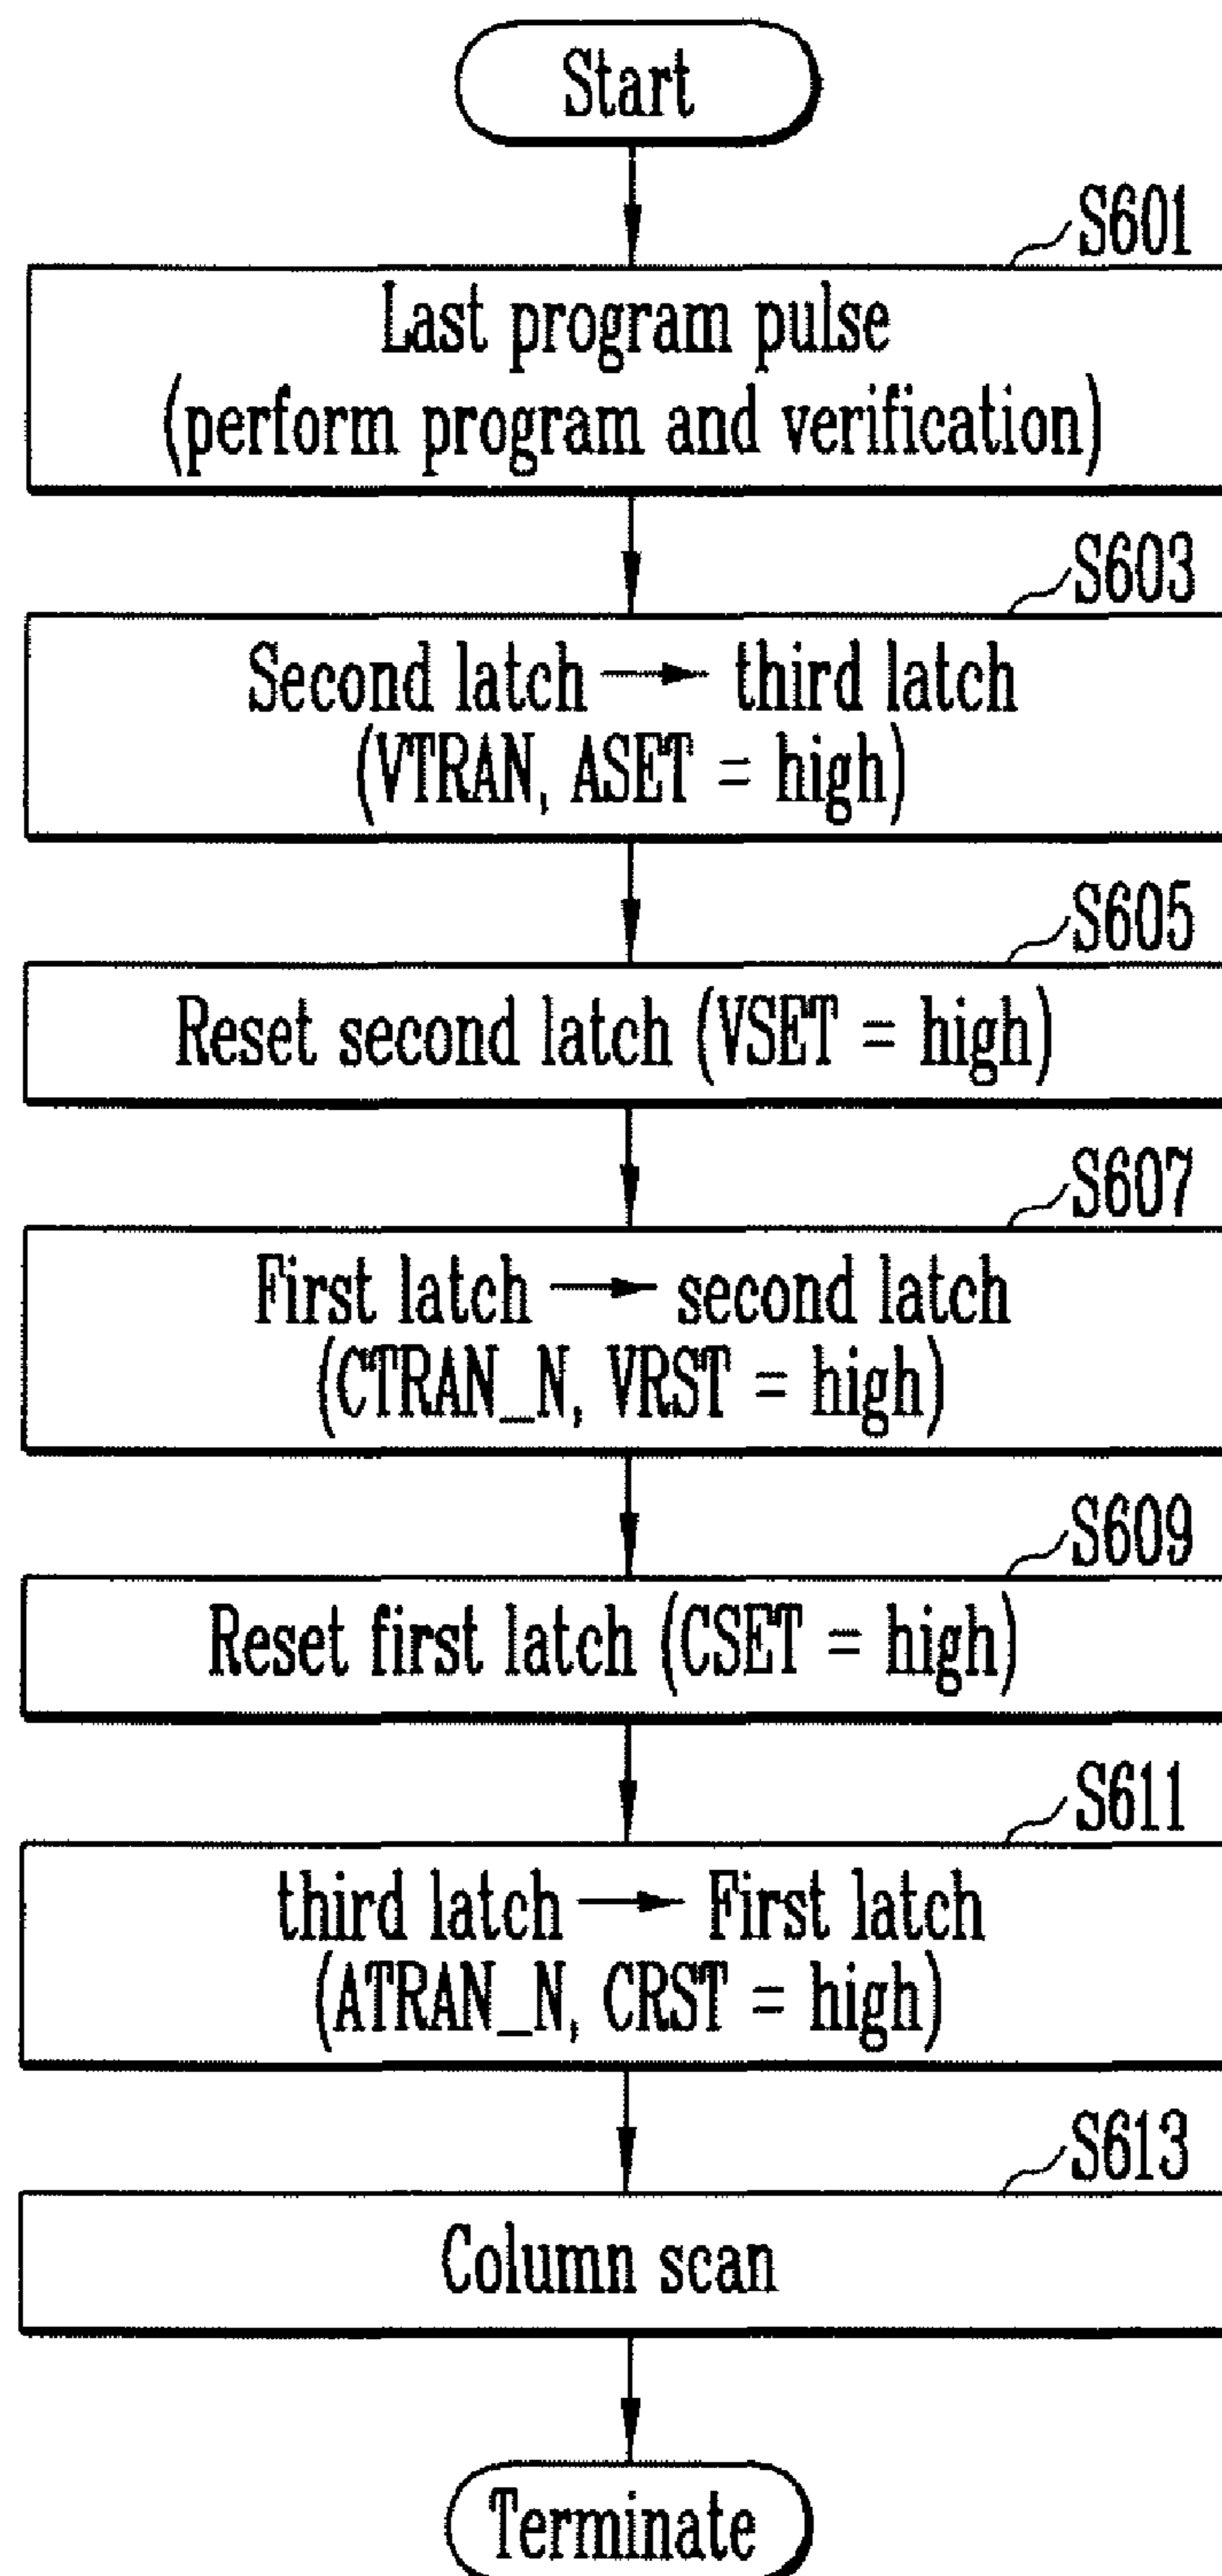 Start
S601
Last program pulse
(perform program and verification)
S603
Second latch → third latch
(VTRAN, ASET = high)
S605
Reset second latch (VSET = high)
S607
First latch → second latch
(CTRAN_N, VRST = high)
S609
Reset first latch (CSET = high)
S611
third latch → First latch
(ATRAN_N, CRST = high)
S613
Column scan
Terminate